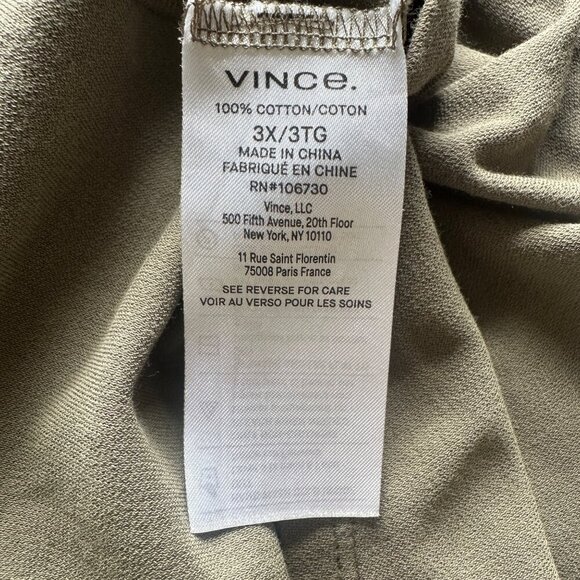 VINCe.
100% COTTON/COTON
3X/3TG
MADE IN CHINA
FABRIQUÉ EN CHINE
RN#106730
Vince, LLC
500 Fifth Avenue, 20th Floor
New York, NY 10110
11 Rue Saint Florentin
75008 Paris France
SEE REVERSE FOR CARE
VOIR AU VERSO POUR LES SOINS